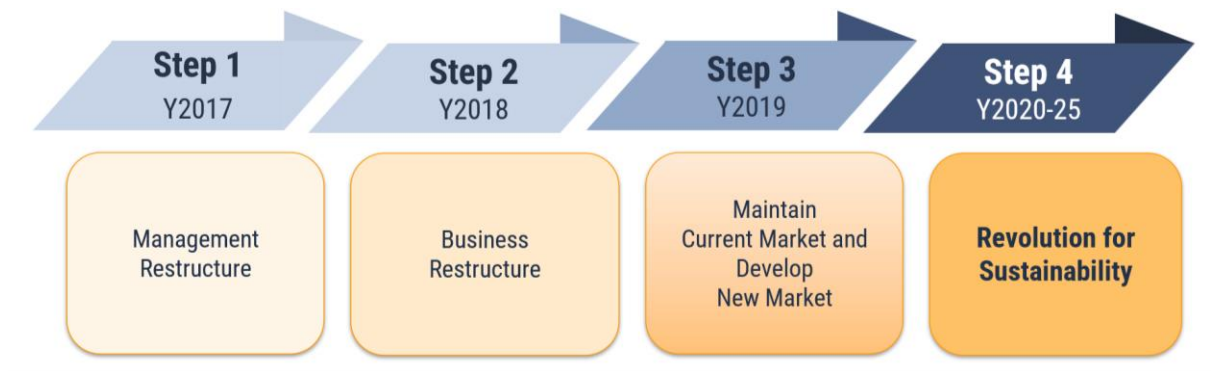 Step 1
Y2017
Step 2
Y2018
Step 3
Y2019
Step 4
Y2020-25
Management
Restructure
Business
Restructure
Maintain
Current Market and
Develop
New Market
Revolution for
Sustainability